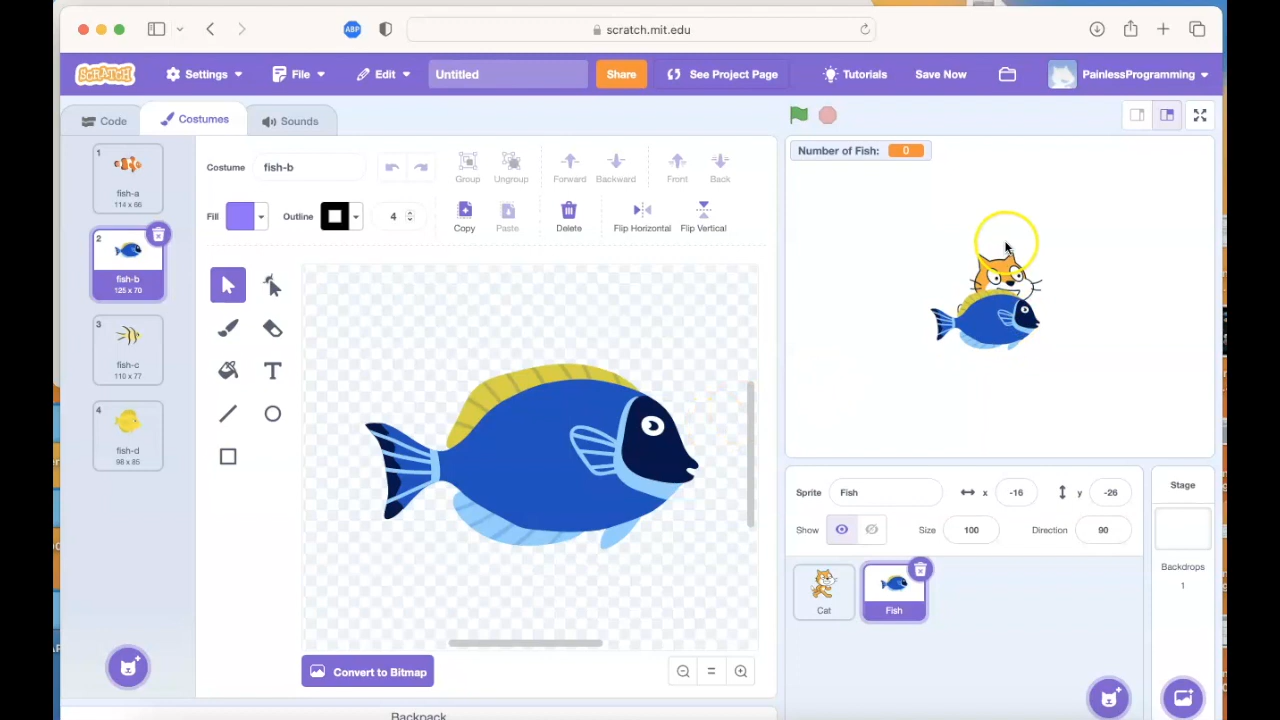 ABP
scratch.mit.edu
SCRATCH
Settings
File
Edit
Untitled
Share
See Project Page
Tutorials
Save Now
PainlessProgramming
Code
Costumes
Sounds
1
fish-a
114 x 66
2
fish-b
125 x 70
3
fish-c
110 x 77
4
fish-d
98 x 85
Costume
fish-b
Group
Ungroup
Forward
Backward
Front
Back
Fill
Outline
4
Copy
Paste
Delete
Flip Horizontal
Flip Vertical
T
Convert to Bitmap
Backpack
Number of Fish: 0
Sprite
Fish
x
-16
y
-26
Show
Size
100
Direction
90
Cat
Fish
Stage
Backdrops
1